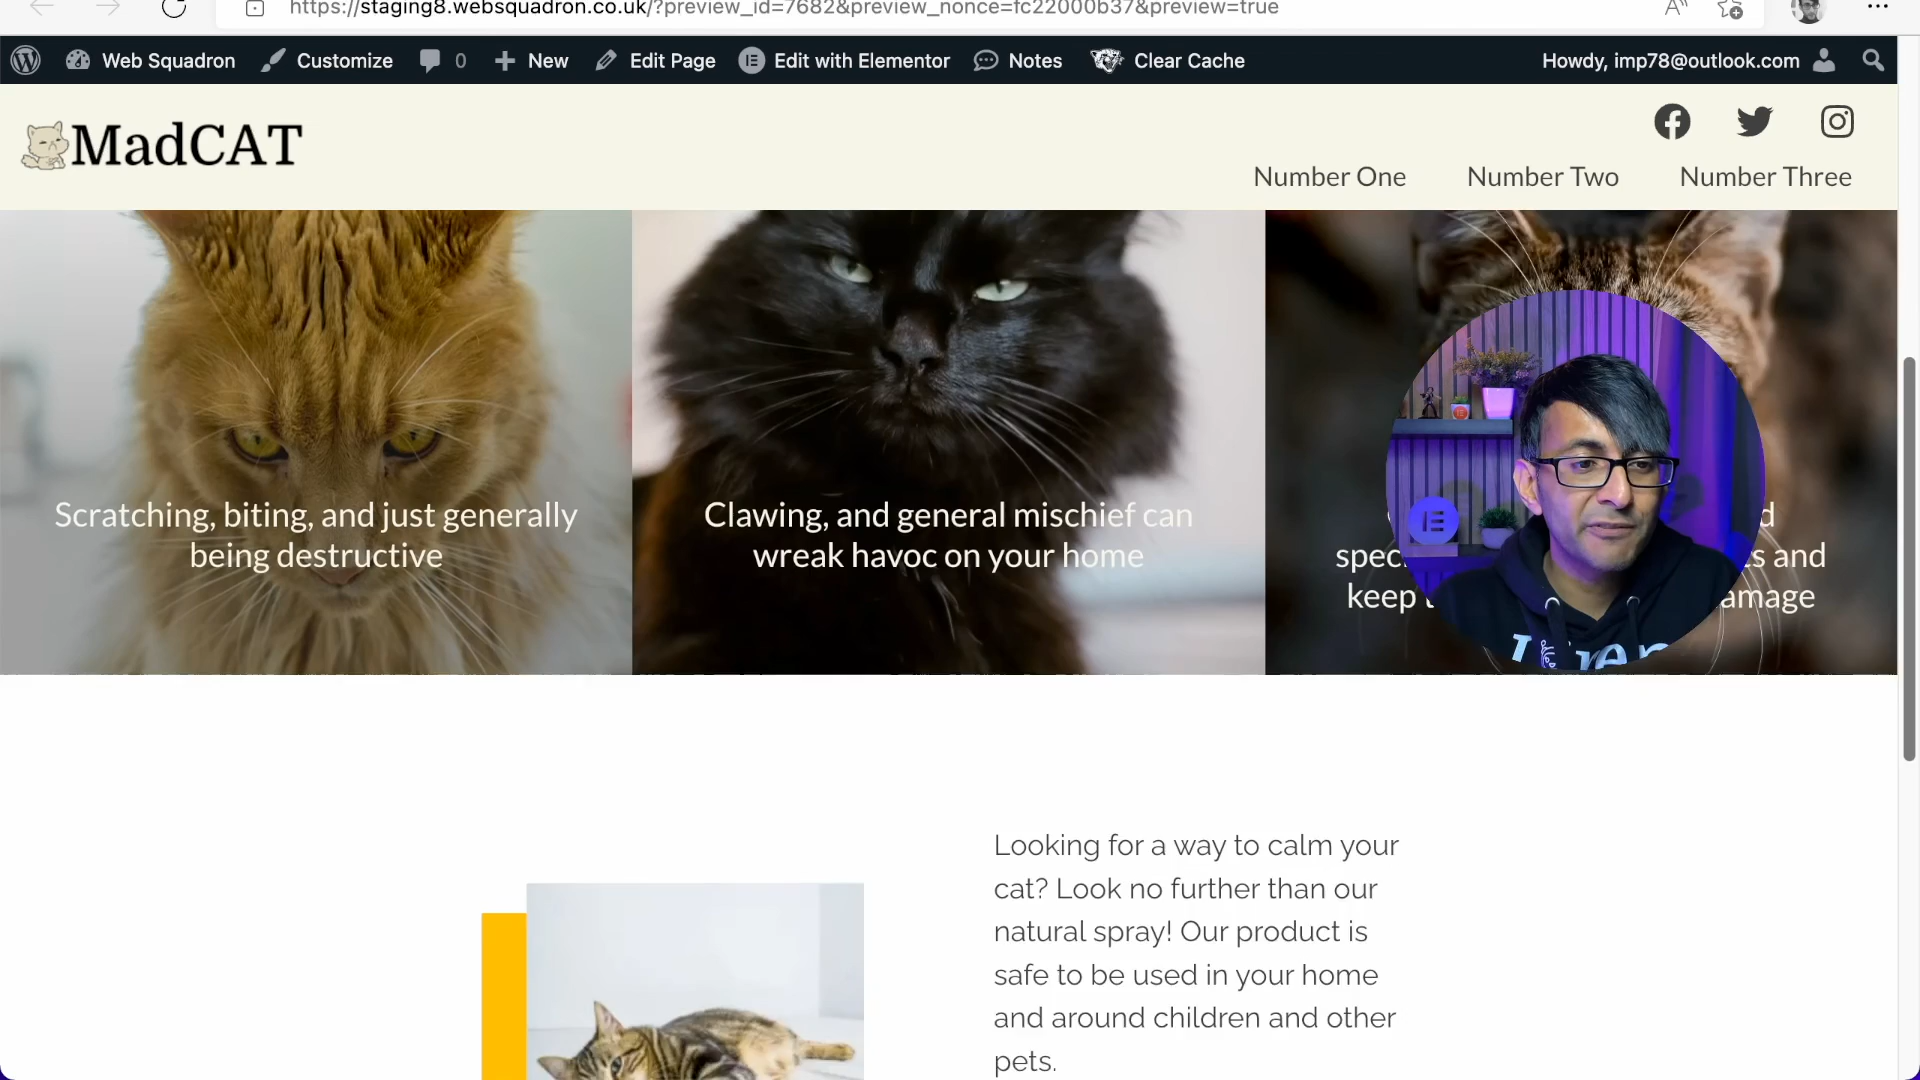 https://staging8.websquadron.co.uk/?preview_id=7682&preview_nonce=fc22000b37&preview=true
Web Squadron Customize 0 New Edit Page Edit with Elementor Notes Clear Cache Howdy, imp78@outlook.com
MadCAT
Number One Number Two Number Three
Scratching, biting, and just generally
being destructive
Clawing, and general mischief can
wreak havoc on your home
and
keep
Looking for a way to calm your
cat? Look no further than our
natural spray! Our product is
safe to be used in your home
and around children and other
pets.